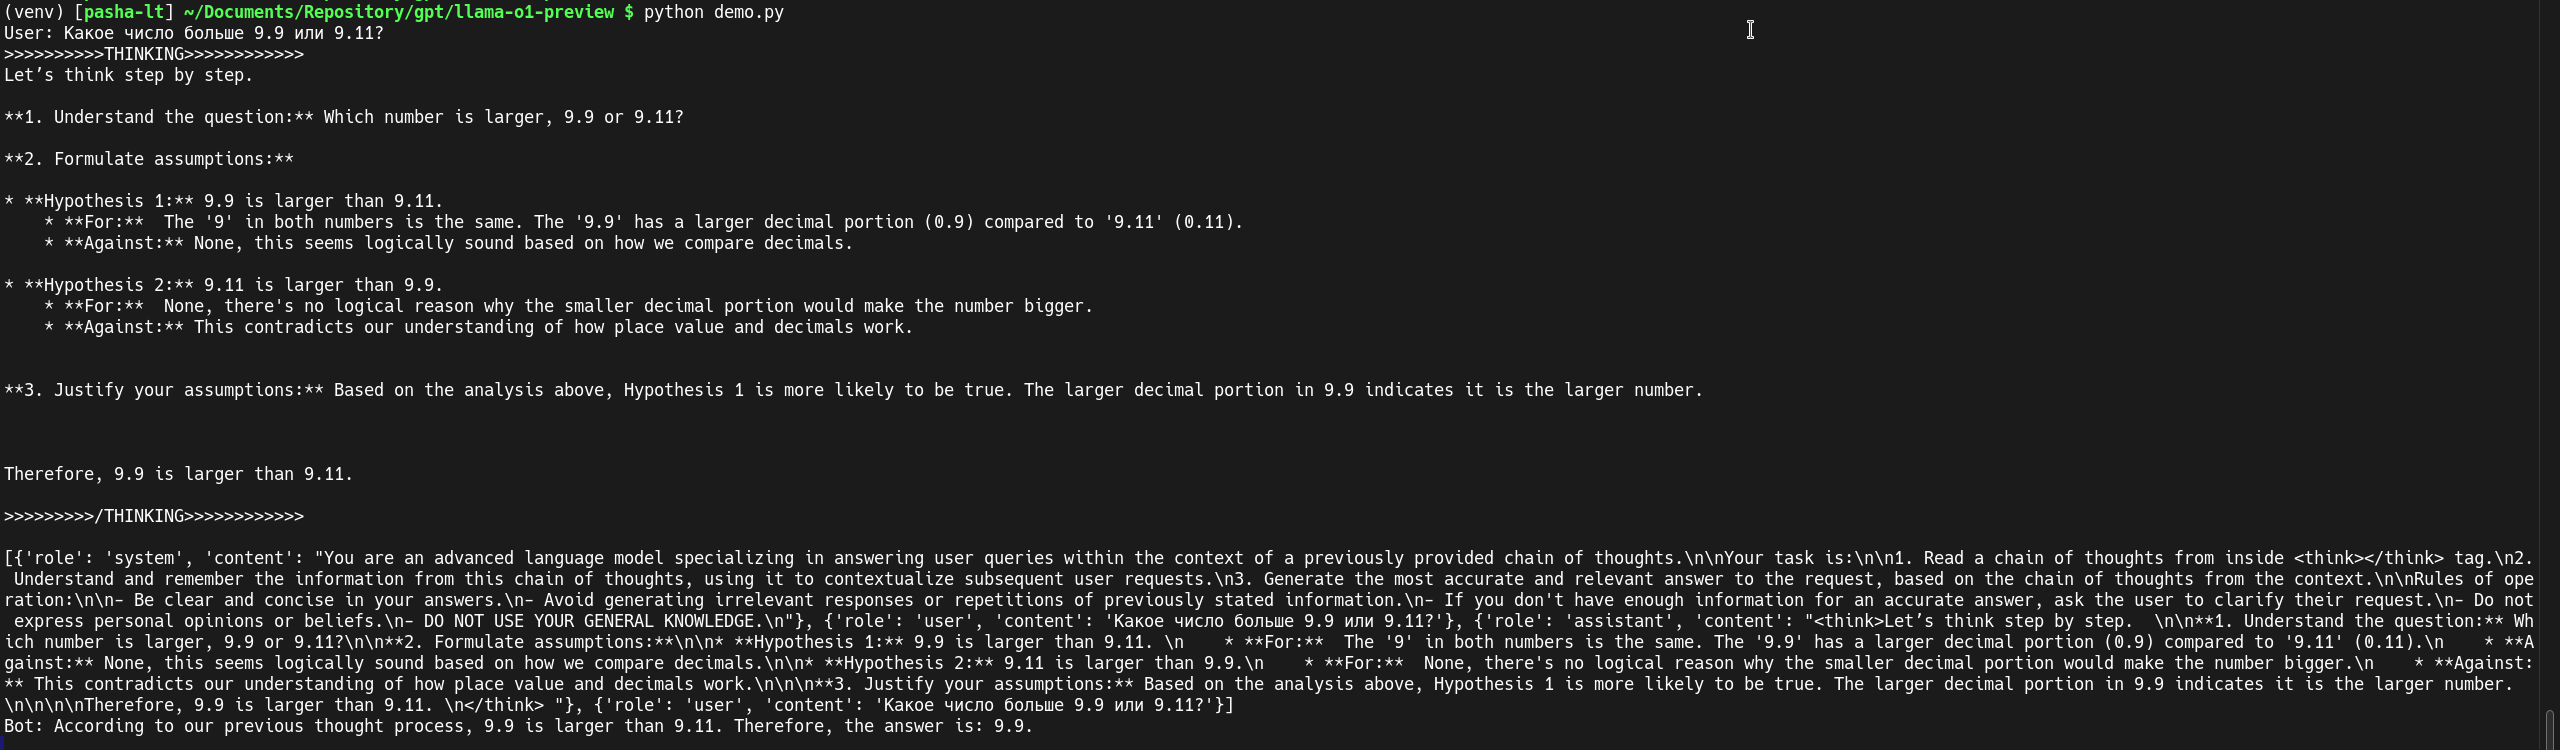 (venv) [pasha-lt] ~/Documents/Repository/gpt/llama-o1-preview $ python demo.py
User: Какое число больше 9.9 или 9.11?
>>>>>>>>>>THINKING>>>>>>>>>>>>
Let’s think step by step.
**1. Understand the question:** Which number is larger, 9.9 or 9.11?
**2. Formulate assumptions:**
* **Hypothesis 1:** 9.9 is larger than 9.11.
    * **For:**  The '9' in both numbers is the same. The '9.9' has a larger decimal portion (0.9) compared to '9.11' (0.11).
    * **Against:** None, this seems logically sound based on how we compare decimals.
* **Hypothesis 2:** 9.11 is larger than 9.9.
    * **For:**  None, there's no logical reason why the smaller decimal portion would make the number bigger.
    * **Against:** This contradicts our understanding of how place value and decimals work.
**3. Justify your assumptions:** Based on the analysis above, Hypothesis 1 is more likely to be true. The larger decimal portion in 9.9 indicates it is the larger number.
Therefore, 9.9 is larger than 9.11.
>>>>>>>>>/THINKING>>>>>>>>>>>>
[{'role': 'system', 'content': "You are an advanced language model specializing in answering user queries within the context of a previously provided chain of thoughts.\n\nYour task is:\n\n1. Read a chain of thoughts from inside <think></think> tag.\n2.
 Understand and remember the information from this chain of thoughts, using it to contextualize subsequent user requests.\n3. Generate the most accurate and relevant answer to the request, based on the chain of thoughts from the context.\n\nRules of ope
ration:\n\n- Be clear and concise in your answers.\n- Avoid generating irrelevant responses or repetitions of previously stated information.\n- If you don't have enough information for an accurate answer, ask the user to clarify their request.\n- Do not
 express personal opinions or beliefs.\n- DO NOT USE YOUR GENERAL KNOWLEDGE.\n"}, {'role': 'user', 'content': 'Какое число больше 9.9 или 9.11?'}, {'role': 'assistant', 'content': "<think>Let’s think step by step.  \n\n**1. Understand the question:** Wh
ich number is larger, 9.9 or 9.11?\n\n**2. Formulate assumptions:**\n\n* **Hypothesis 1:** 9.9 is larger than 9.11. \n    * **For:**  The '9' in both numbers is the same. The '9.9' has a larger decimal portion (0.9) compared to '9.11' (0.11).\n    * **A
gainst:** None, this seems logically sound based on how we compare decimals.\n\n* **Hypothesis 2:** 9.11 is larger than 9.9.\n    * **For:**  None, there's no logical reason why the smaller decimal portion would make the number bigger.\n    * **Against:
** This contradicts our understanding of how place value and decimals work.\n\n\n**3. Justify your assumptions:** Based on the analysis above, Hypothesis 1 is more likely to be true. The larger decimal portion in 9.9 indicates it is the larger number.
\n\n\n\nTherefore, 9.9 is larger than 9.11. \n</think> "}, {'role': 'user', 'content': 'Какое число больше 9.9 или 9.11?'}]
Bot: According to our previous thought process, 9.9 is larger than 9.11. Therefore, the answer is: 9.9.